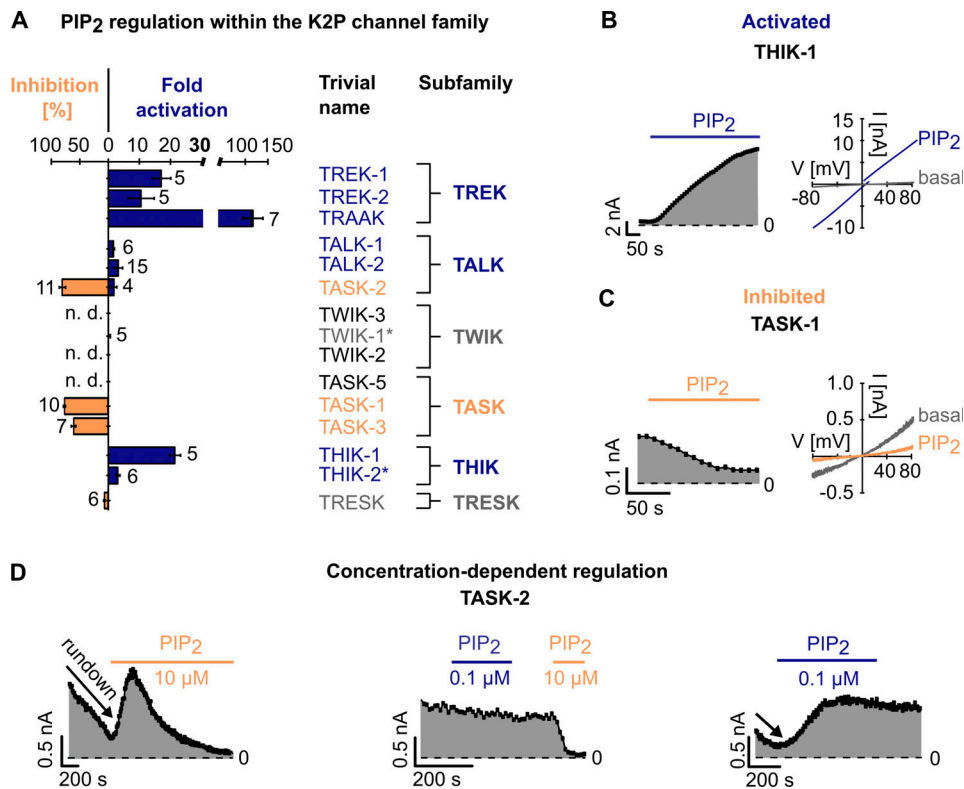 A PIP2 regulation within the K2P channel family
Inhibition [%]
Fold activation
Trivial name
Subfamily
100 50 0 10 20 30 100 150
5 TREK-1
5 TREK-2 TREK
7 TRAAK
6 TALK-1
15 TALK-2 TALK
11 4 TASK-2
n. d. TWIK-3
5 TWIK-1* TWIK
n. d. TWIK-2
n. d. TASK-5
10 TASK-1 TASK
7 TASK-3
5 THIK-1 THIK
6 THIK-2*
6 TRESK TRESK
B Activated
THIK-1
PIP2
2 nA
50 s
0
15
10
5
I [nA]
V [mV]
PIP2
basal
-80
40 80
-10
C Inhibited
TASK-1
PIP2
0.1 nA
50 s
0
1.0
0.5
I [nA]
V [mV]
basal
PIP2
40 80
-0.5
D Concentration-dependent regulation
TASK-2
rundown
PIP2
10 µM
0.5 nA
200 s
0
PIP2
0.1 µM
PIP2
10 µM
0.5 nA
200 s
0
PIP2
0.1 µM
0.5 nA
200 s
0